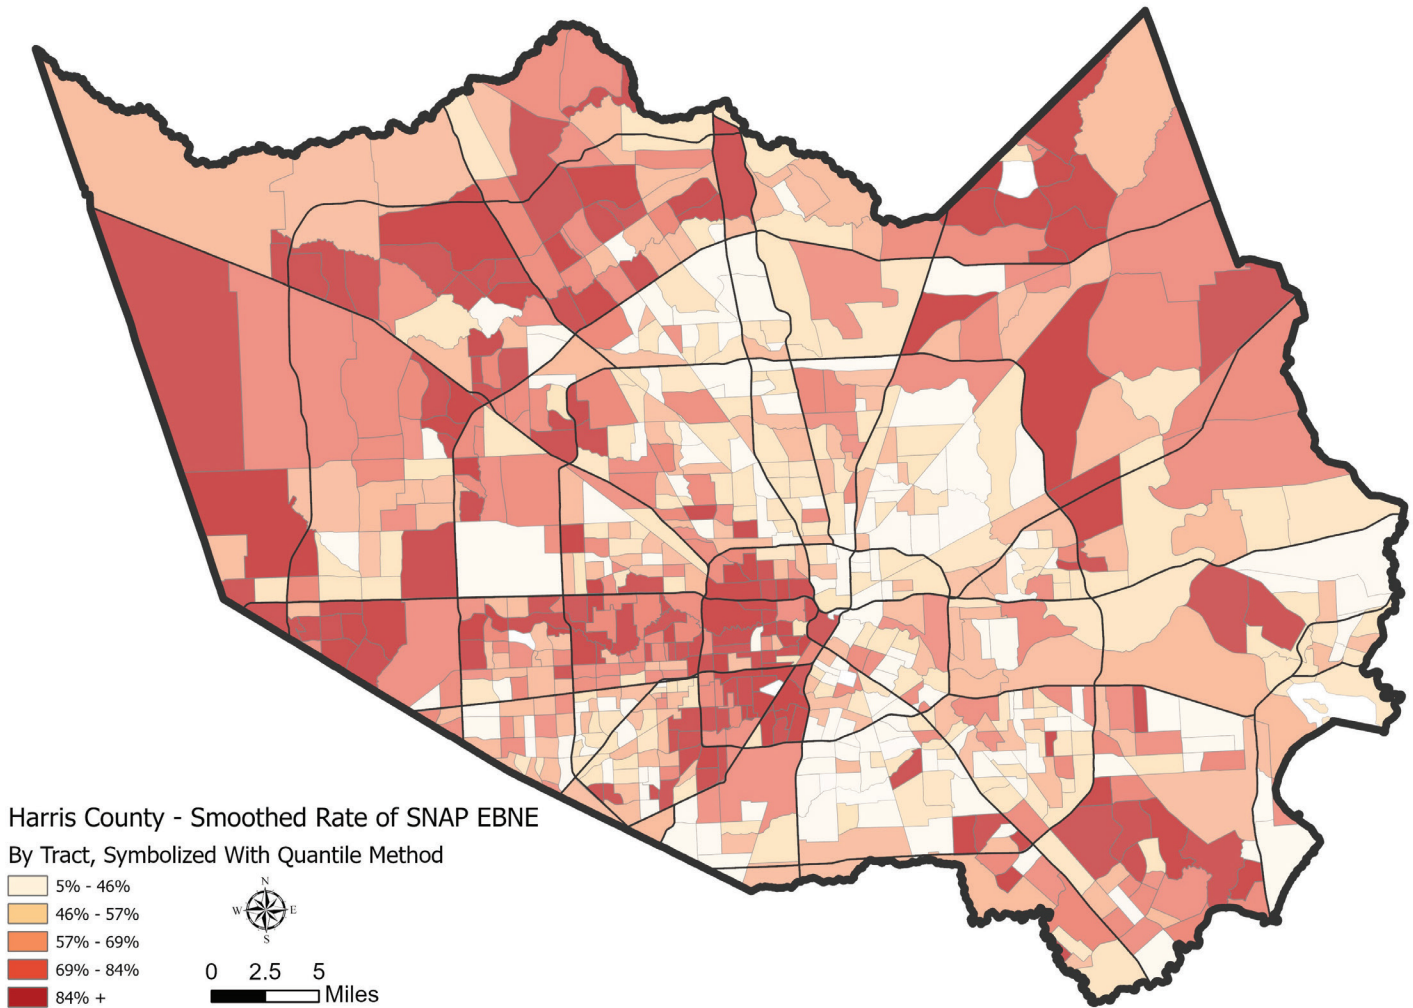 Harris County - Smoothed Rate of SNAP EBNE
By Tract, Symbolized With Quantile Method
5% - 46%
46% - 57%
57% - 69%
69% - 84%
84% +
N
W E
S
0 2.5 5
Miles